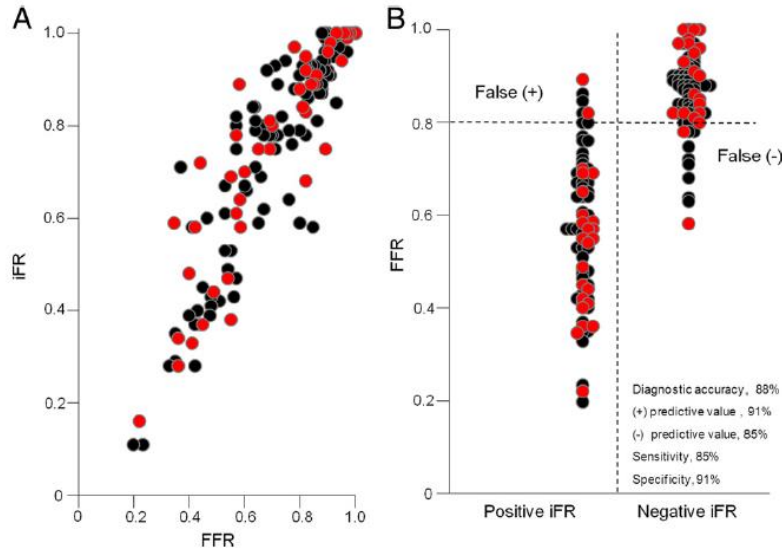 A
1.0
0.8
0.6
0.4
0.2
0
iFR
0 0.2 0.4 0.6 0.8 1.0
FFR
B
1.0
0.8
0.6
0.4
0.2
0
FFR
False (+)
False (-)
Diagnostic accuracy, 88%
(+) predictive value , 91%
(-) predictive value, 85%
Sensitivity, 85%
Specificity, 91%
Positive iFR Negative iFR